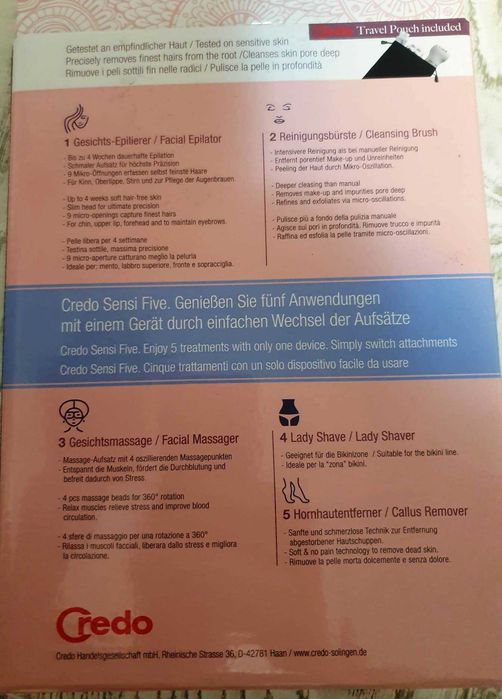 Credo Travel Pouch included
Getestet an empfindlicher Haut / Tested on sensitive skin
Precisely removes finest hairs from the root / Cleanses skin pore deep
Rimuove i peli sottili fin nelle radici / Pulisce la pelle in profondità
1 Gesichts-Epilierer / Facial Epilator
- Bis zu 4 Wochen dauerhafte Epilation
- Schmaler Aufsatz für höchste Präzision
- 9 Mikro-Öffnungen erfassen selbst feinste Haare
- Für Kinn, Oberlippe, Stirn und zur Pflege der Augenbrauen.
- Up to 4 weeks soft hair-free skin
- Slim head for ultimate precision
- 9 micro-openings capture finest hairs
- For chin, upper lip, forehead and to maintain eyebrows.
- Pelle libera per 4 settimane
- Testina sottile, massima precisione
- 9 micro-aperture catturano meglio la peluria
- Ideale per: mento, labbro superiore, fronte e sopracciglia.
2 Reinigungsbürste / Cleansing Brush
- Intensivere Reinigung als bei manueller Reinigung
- Entfernt porentief Make-up und Unreinheiten
- Peeling der Haut durch Mikro-Oszillation.
- Deeper cleansing than manual
- Removes make-up and impurities pore deep
- Refines and exfoliates via micro-oscillations.
- Pulisce più a fondo della pulizia manuale
- Agisce sui pori in profondità. Rimuove trucco e impurità
- Raffina ed esfolia la pelle tramite micro-oscillazioni.
Credo Sensi Five. Genießen Sie fünf Anwendungen
mit einem Gerät durch einfachen Wechsel der Aufsätze
Credo Sensi Five. Enjoy 5 treatments with only one device. Simply switch attachments
Credo Sensi Five. Cinque trattamenti con un solo dispositivo facile da usare
3 Gesichtsmassage / Facial Massager
- Massage-Aufsatz mit 4 oszillierenden Massagepunkten
- Entspannt die Muskeln, fördert die Durchblutung und
befreit dadurch von Stress.
- 4 pcs massage beads for 360° rotation
- Relax muscles relieve stress and improve blood
circulation.
- 4 sfere di massaggio per una rotazione a 360°
- Rilassa i muscoli facciali, liberara dallo stress e migliora
la circolazione.
4 Lady Shave / Lady Shaver
- Geeignet für die Bikinizone / Suitable for the bikini line.
- Ideale per la "zona" bikini.
5 Hornhautentferner / Callus Remover
- Sanfte und schmerzlose Technik zur Entfernung
abgestorbener Hautschuppen.
- Soft & no pain technology to remove dead skin.
- Rimuove la pelle morta dolcemente e senza dolore.
Credo
Credo Handelsgesellschaft mbH, Rheinische Strasse 36, D-42781 Haan / www.credo-solingen.de